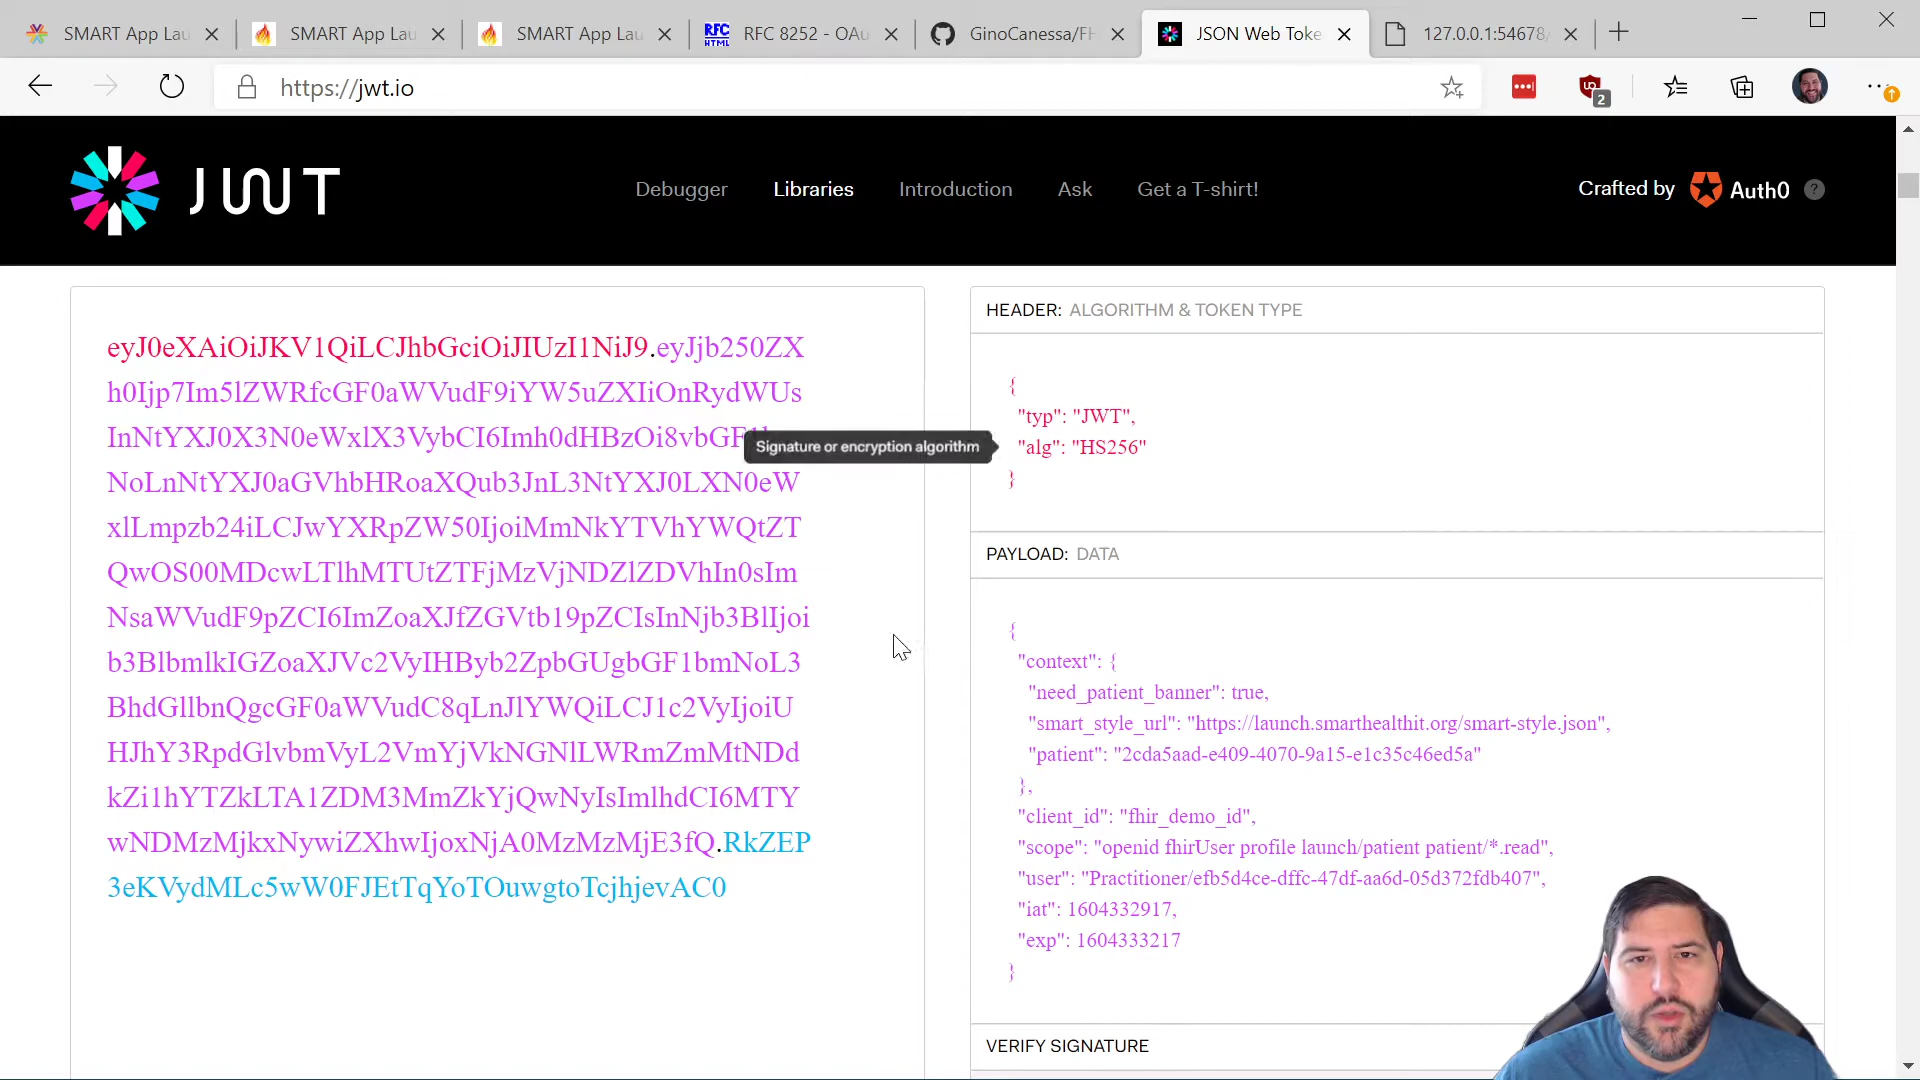 SMART App Lau
SMART App Lau
SMART App Lau
RFC
HTML
RFC 8252 - OAu
GinoCanessa/FH
JSON Web Toke
127.0.0.1:54678/
https://jwt.io
2
JWT
Debugger
Libraries
Introduction
Ask
Get a T-shirt!
Crafted by
Auth0
?
eyJ0eXAiOiJKV1QiLCJhbGciOiJIUzI1NiJ9.eyJjb250ZX
h0Ijp7Im5lZWRfcGF0aWVudF9iYW5uZXIiOnRydWUs
InNtYXJ0X3N0eWxlX3VybCI6Imh0dHBzOi8vbGF1b
NoLnNtYXJ0aGVhbHRoaXQub3JnL3NtYXJ0LXN0eW
xlLmpzb24iLCJwYXRpZW50IjoiMmNkYTVhYWQtZT
QwOS00MDcwLTlhMTUtZTFjMzVjNDZlZDVhIn0sIm
NsaWVudF9pZCI6ImZoaXJfZGVtb19pZCIsInNjb3BlIjoi
b3BlbmlkIGZoaXJVc2VyIHByb2ZpbGUgbGF1bmNoL3
BhdGllbnQgcGF0aWVudC8qLnJlYWQiLCJ1c2VyIjoiU
HJhY3RpdGlvbmVyL2VmYjVkNGNlLWRmZmMtNDd
kZi1hYTZkLTA1ZDM3MmZkYjQwNyIsImlhdCI6MTY
wNDMzMjkxNywiZXhwIjoxNjA0MzMzMjE3fQ.RkZEP
3eKVydMLc5wW0FJEtTqYoTOuwgtoTcjhjevAC0
Signature or encryption algorithm
HEADER: ALGORITHM & TOKEN TYPE
{
"typ": "JWT",
"alg": "HS256"
}
PAYLOAD: DATA
{
"context": {
"need_patient_banner": true,
"smart_style_url": "https://launch.smarthealthit.org/smart-style.json",
"patient": "2cda5aad-e409-4070-9a15-e1c35c46ed5a"
},
"client_id": "fhir_demo_id",
"scope": "openid fhirUser profile launch/patient patient/*.read",
"user": "Practitioner/efb5d4ce-dffc-47df-aa6d-05d372fdb407",
"iat": 1604332917,
"exp": 1604333217
}
VERIFY SIGNATURE